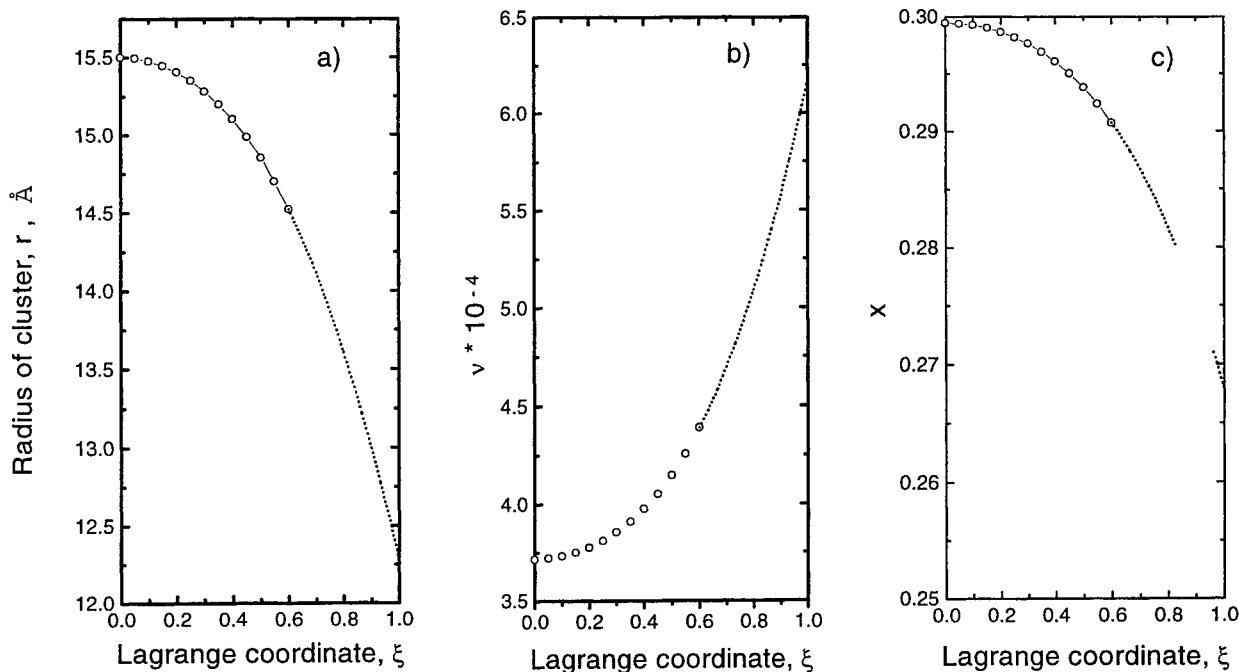 Radius of cluster, r , Å
15.5
15.0
14.5
14.0
13.5
13.0
12.5
12.0
a)
0.0 0.2 0.4 0.6 0.8 1.0
Lagrange coordinate, ξ
ν * 10 - 4
6.5
6.0
5.5
5.0
4.5
4.0
3.5
b)
0.0 0.2 0.4 0.6 0.8 1.0
Lagrange coordinate, ξ
x
0.30
0.29
0.28
0.27
0.26
0.25
c)
0.0 0.2 0.4 0.6 0.8 1.0
Lagrange coordinate, ξ